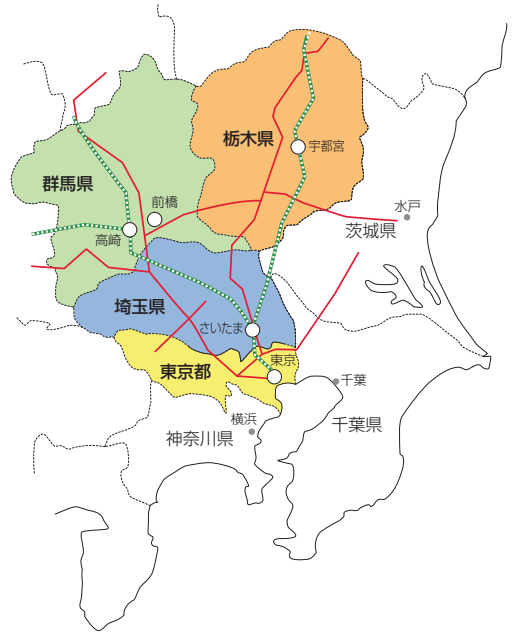 栃木県
宇都宮
群馬県
前橋
水戸
茨城県
高崎
埼玉県
さいたま
東京
東京都
千葉
横浜
千葉県
神奈川県